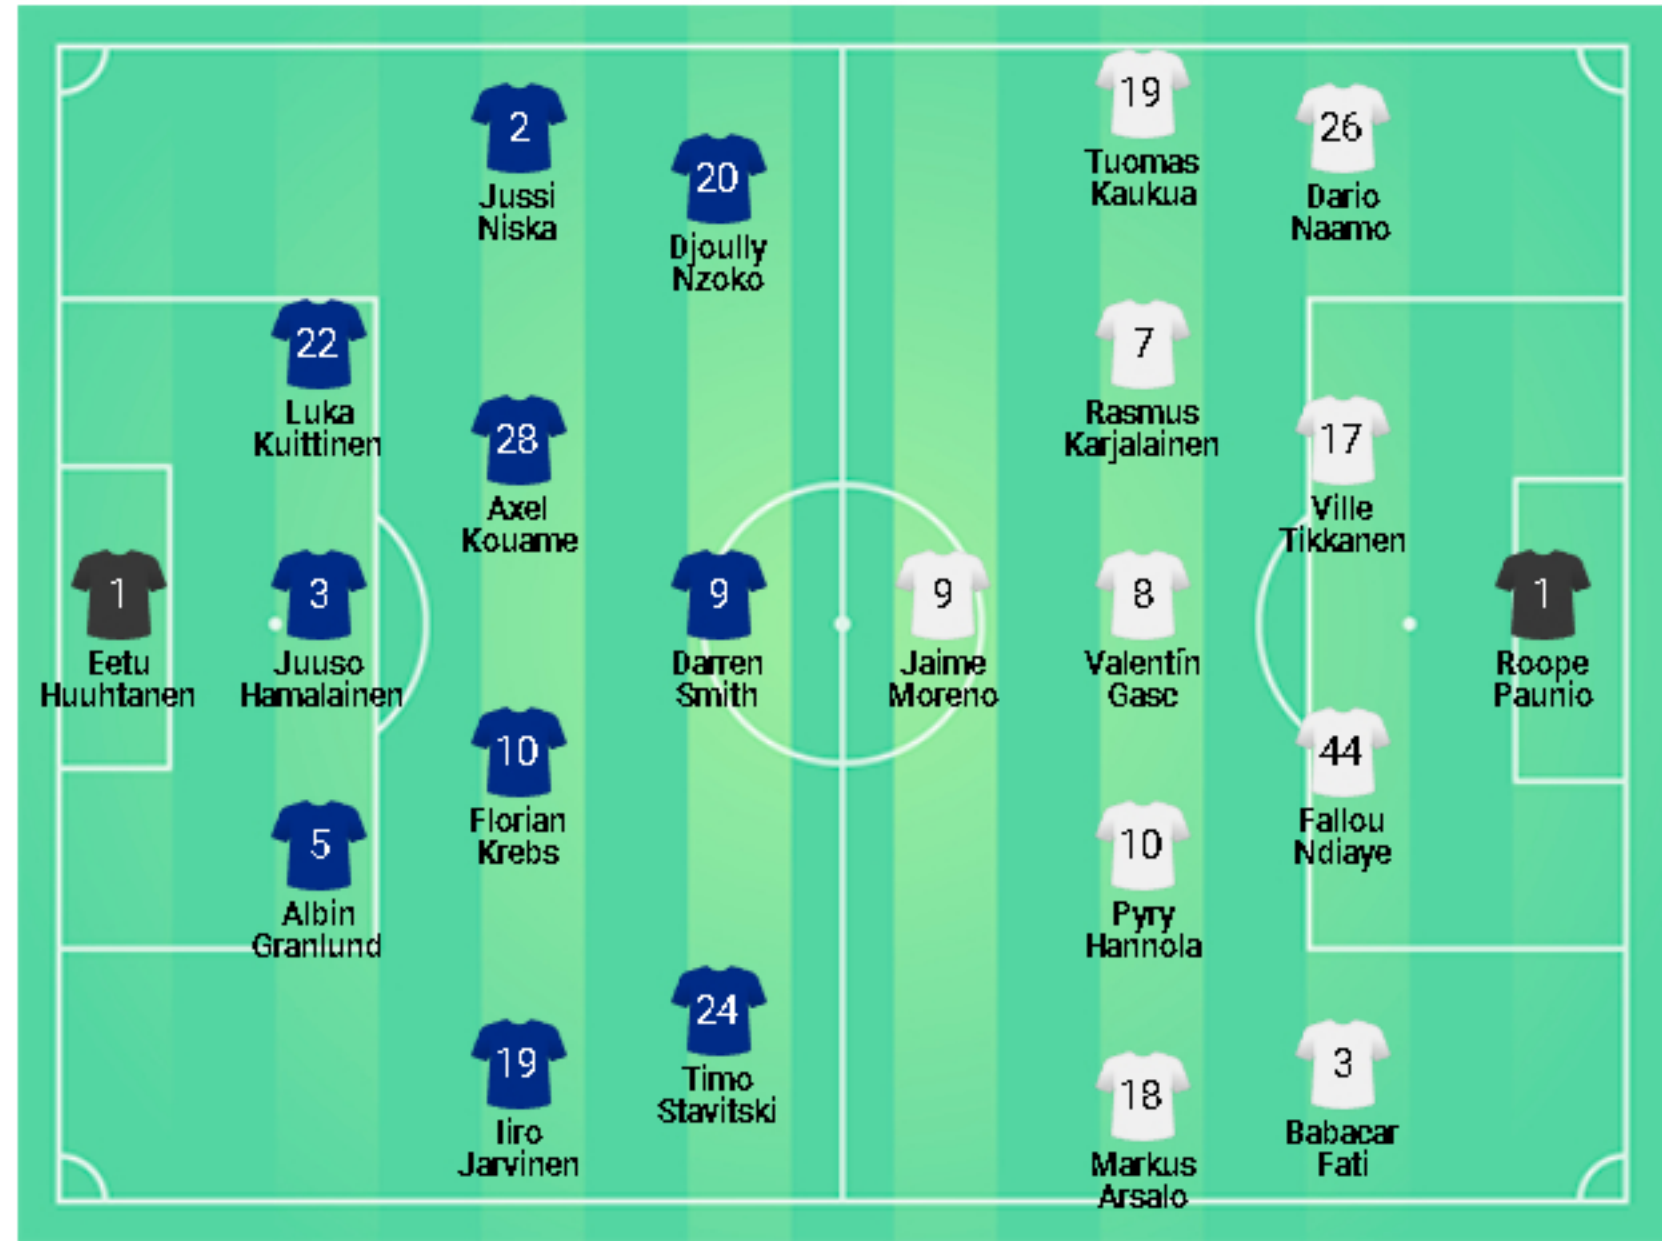 1
Eetu
Huuhtanen
22
Luka
Kuittinen
3
Juuso
Hamalainen
5
Albin
Granlund
2
Jussi
Niska
28
Axel
Kouame
10
Florian
Krebs
19
Iiro
Jarvinen
20
Djoully
Nzoko
9
Darren
Smith
24
Timo
Stavitski
9
Jaime
Moreno
19
Tuomas
Kaukua
7
Rasmus
Karjalainen
8
Valentín
Gasc
10
Pyry
Hannola
18
Markus
Arsalo
26
Dario
Naamo
17
Ville
Tikkanen
44
Fallou
Ndiaye
3
Babacar
Fati
1
Roope
Paunio